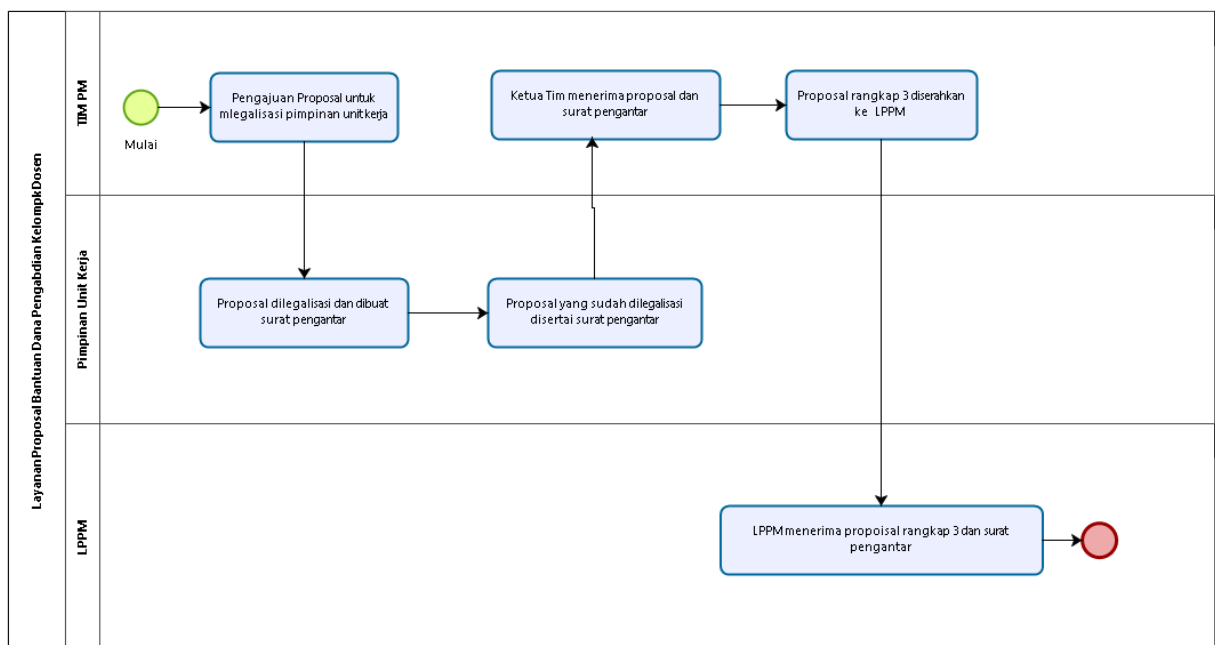 Layanan Proposal Bantuan Dana Pengabdian Kelompk Dosen
TIM PM
Mulai
Pengajuan Proposal untuk
mlegalisasi pimpinan unit kerja
Ketua Tim menerima proposal dan
surat pengantar
Proposal rangkap 3 diserahkan
ke LPPM
Pimpinan Unit Kerja
Proposal dilegalisasi dan dibuat
surat pengantar
Proposal yang sudah dilegalisasi
disertai surat pengantar
LPPM
LPPM menerima propoisal rangkap 3 dan surat
pengantar